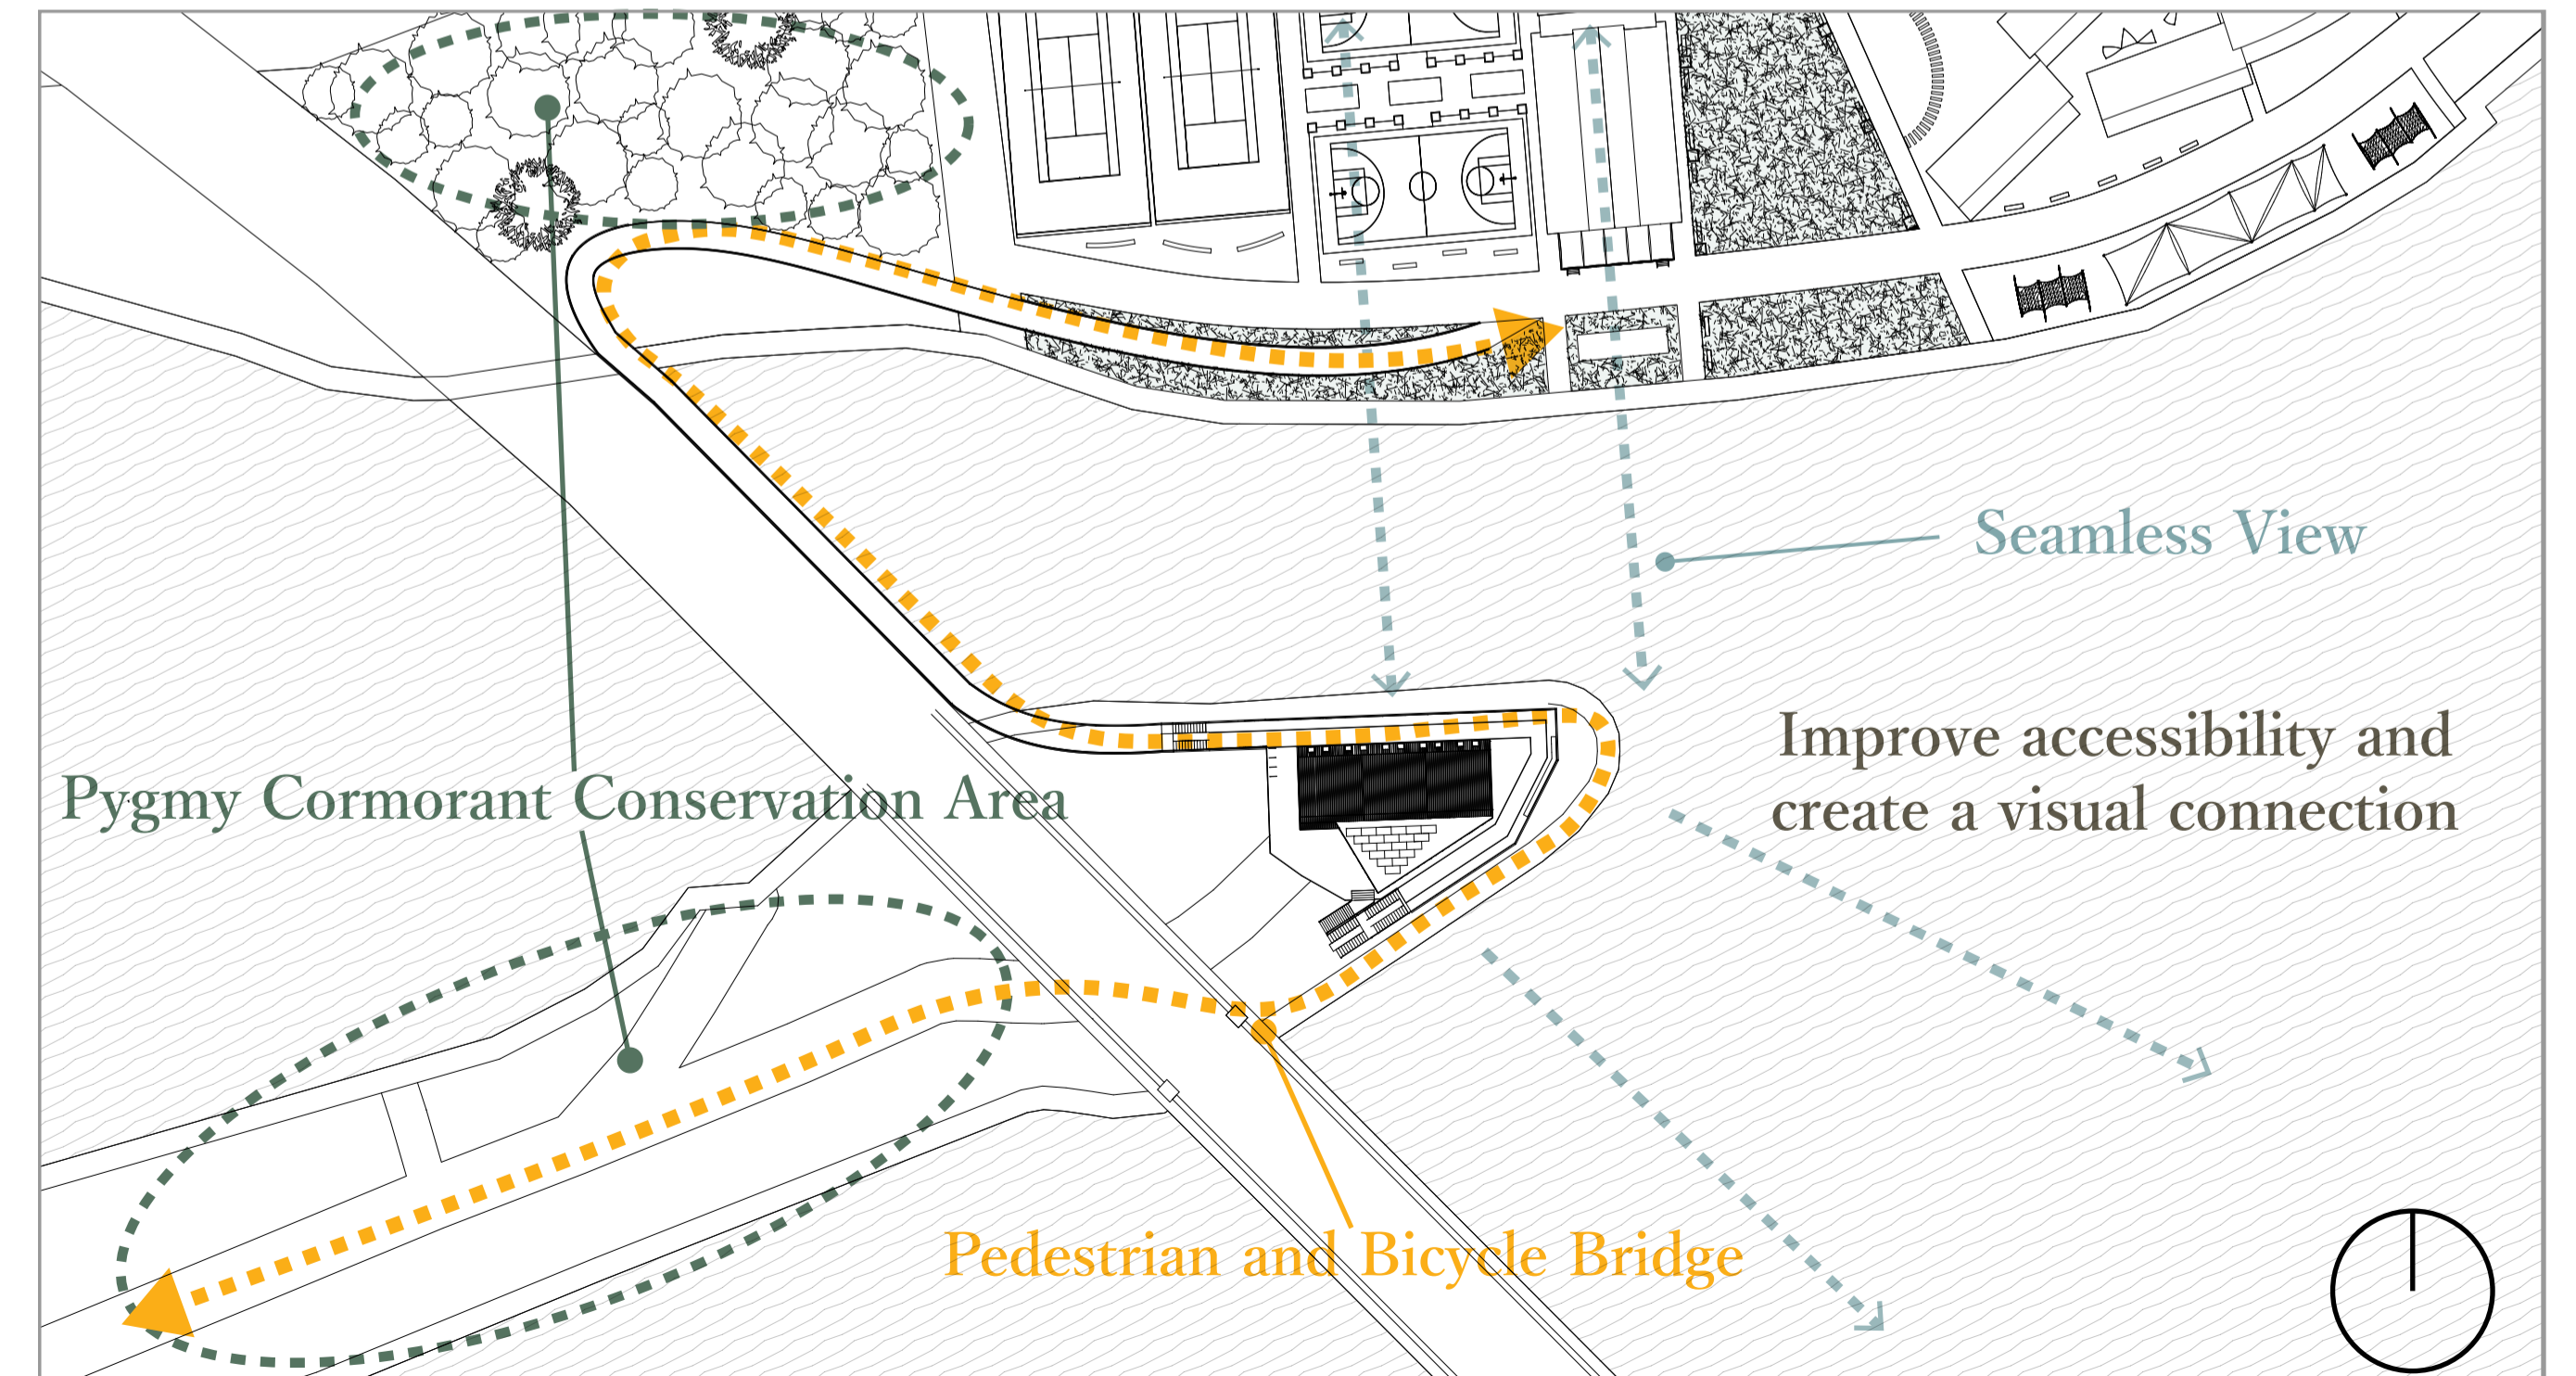 Seamless View
Improve accessibility and
create a visual connection
Pygmy Cormorant Conservation Area
Pedestrian and Bicycle Bridge